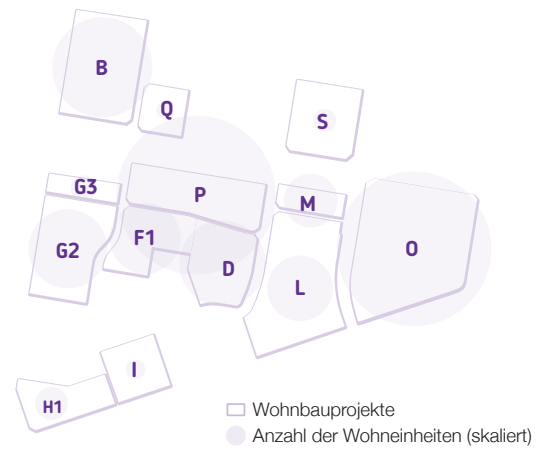 B
Q
S
G3
P
M
F1
G2
D
O
L
I
H1
Wohnbauprojekte
Anzahl der Wohneinheiten (skaliert)